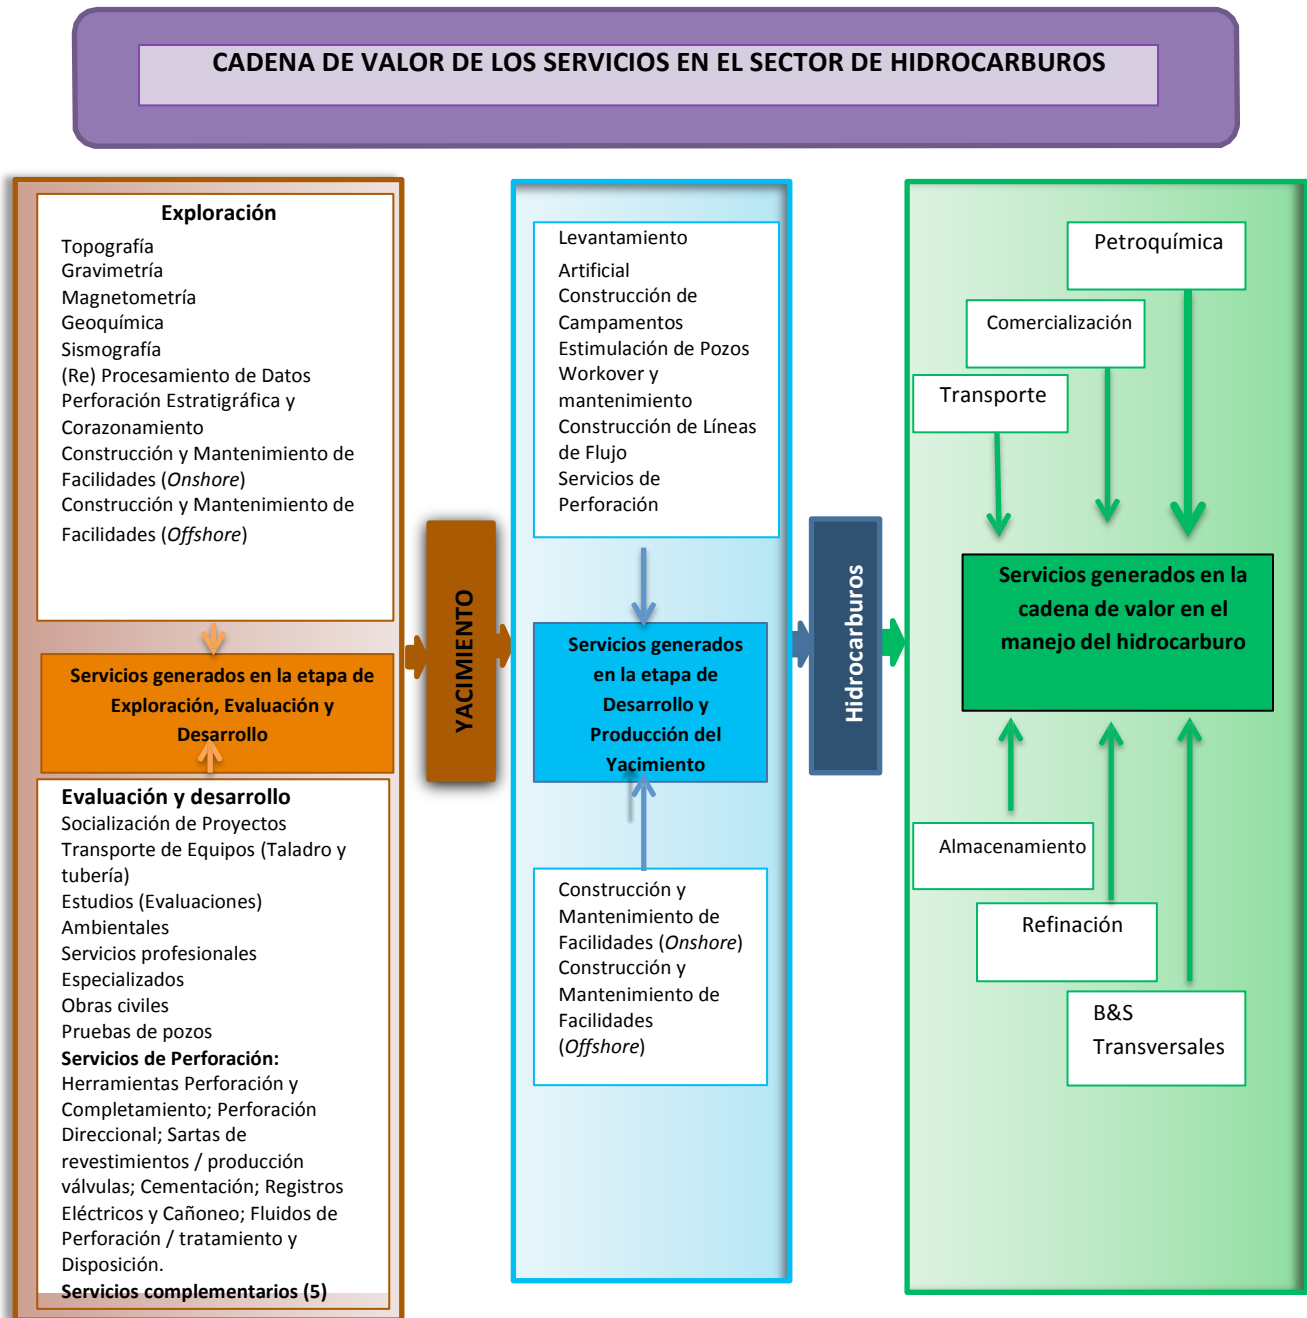 CADENA DE VALOR DE LOS SERVICIOS EN EL SECTOR DE HIDROCARBUROS
Exploración
Topografía
Gravimetría
Magnetometría
Geoquímica
Sismografía
(Re) Procesamiento de Datos
Perforación Estratigráfica y
Corazonamiento
Construcción y Mantenimiento de
Facilidades (Onshore)
Construcción y Mantenimiento de
Facilidades (Offshore)
Servicios generados en la etapa de
Exploración, Evaluación y
Desarrollo
Evaluación y desarrollo
Socialización de Proyectos
Transporte de Equipos (Taladro y
tubería)
Estudios (Evaluaciones)
Ambientales
Servicios profesionales
Especializados
Obras civiles
Pruebas de pozos
Servicios de Perforación:
Herramientas Perforación y
Completamiento; Perforación
Direccional; Sartas de
revestimientos / producción
válvulas; Cementación; Registros
Eléctricos y Cañoneo; Fluidos de
Perforación / tratamiento y
Disposición.
Servicios complementarios (5)
YACIMIENTO
Levantamiento
Artificial
Construcción de
Campamentos
Estimulación de Pozos
Workover y
mantenimiento
Construcción de Líneas
de Flujo
Servicios de
Perforación
Servicios generados
en la etapa de
Desarrollo y
Producción del
Yacimiento
Construcción y
Mantenimiento de
Facilidades (Onshore)
Construcción y
Mantenimiento de
Facilidades
(Offshore)
Hidrocarburos
Petroquímica
Comercialización
Transporte
Servicios generados en la
cadena de valor en el
manejo del hidrocarburo
Almacenamiento
Refinación
B&S
Transversales